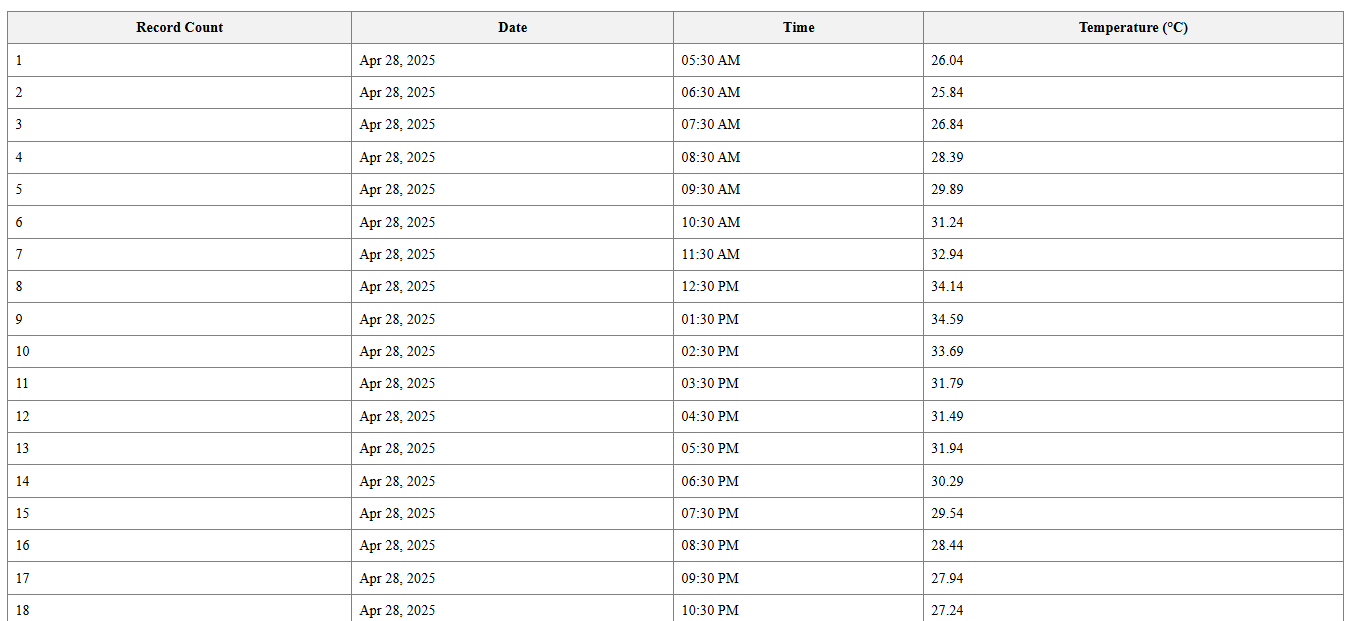 Record Count Date Time Temperature (°C)
1 Apr 28, 2025 05:30 AM 26.04
2 Apr 28, 2025 06:30 AM 25.84
3 Apr 28, 2025 07:30 AM 26.84
4 Apr 28, 2025 08:30 AM 28.39
5 Apr 28, 2025 09:30 AM 29.89
6 Apr 28, 2025 10:30 AM 31.24
7 Apr 28, 2025 11:30 AM 32.94
8 Apr 28, 2025 12:30 PM 34.14
9 Apr 28, 2025 01:30 PM 34.59
10 Apr 28, 2025 02:30 PM 33.69
11 Apr 28, 2025 03:30 PM 31.79
12 Apr 28, 2025 04:30 PM 31.49
13 Apr 28, 2025 05:30 PM 31.94
14 Apr 28, 2025 06:30 PM 30.29
15 Apr 28, 2025 07:30 PM 29.54
16 Apr 28, 2025 08:30 PM 28.44
17 Apr 28, 2025 09:30 PM 27.94
18 Apr 28, 2025 10:30 PM 27.24